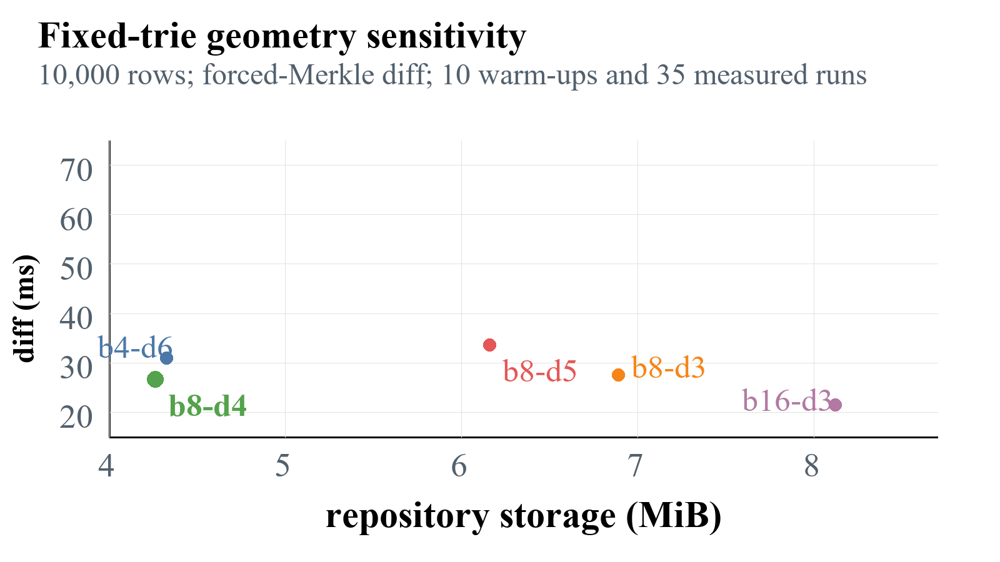 Fixed-trie geometry sensitivity
10,000 rows; forced-Merkle diff; 10 warm-ups and 35 measured runs
70
60
50
40
30
20
diff (ms)
b4-d6
b8-d4
b8-d5
b8-d3
b16-d3
4 5 6 7 8
repository storage (MiB)